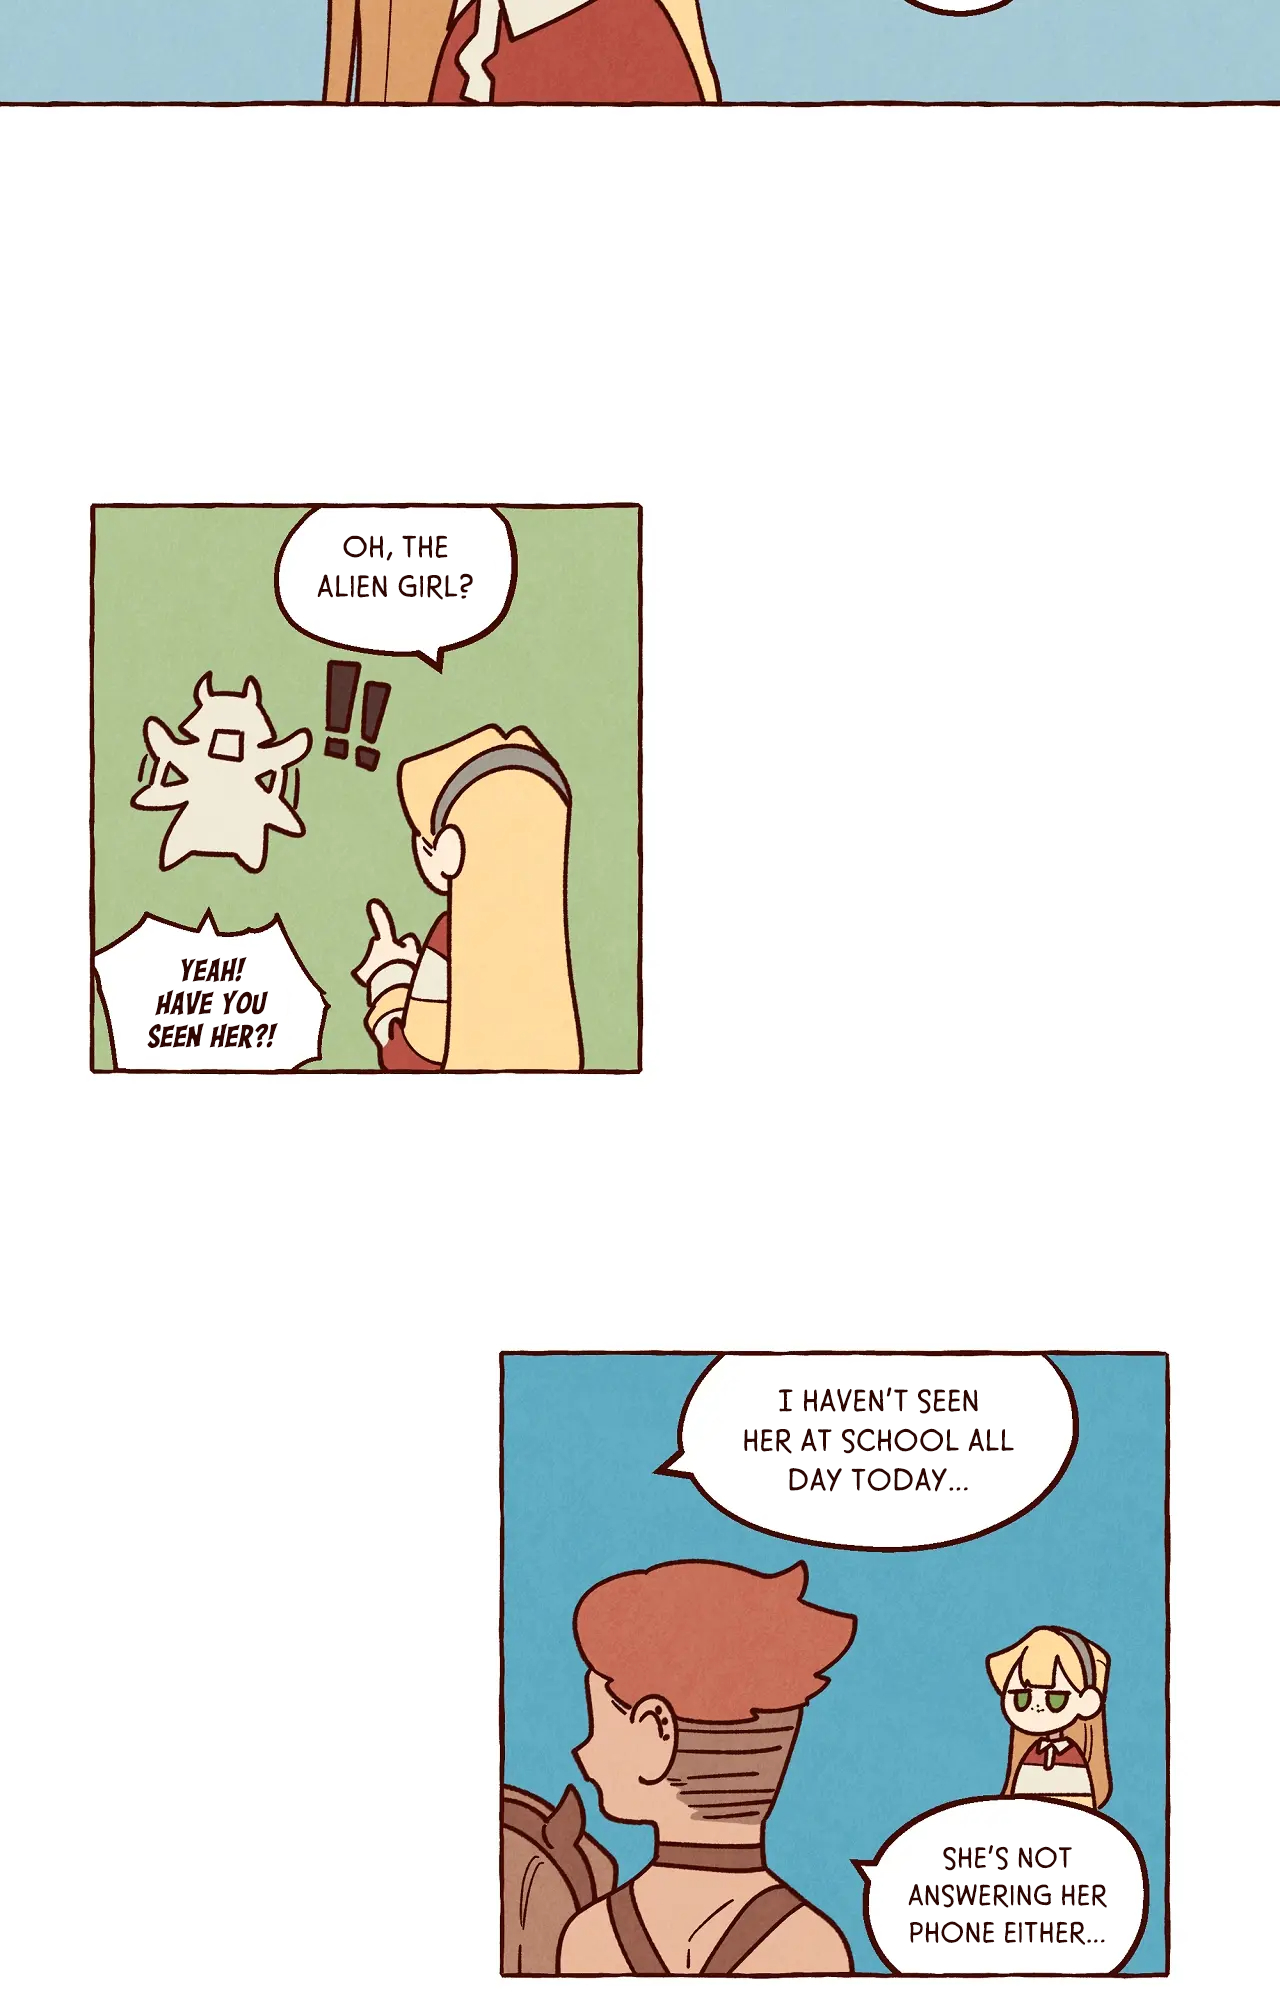 OH, THE
ALIEN GIRL?
!!
YEAH!
HAVE YOU
SEEN HER?!
I HAVEN'T SEEN
HER AT SCHOOL ALL
DAY TODAY...
SHE'S NOT
ANSWERING HER
PHONE EITHER...